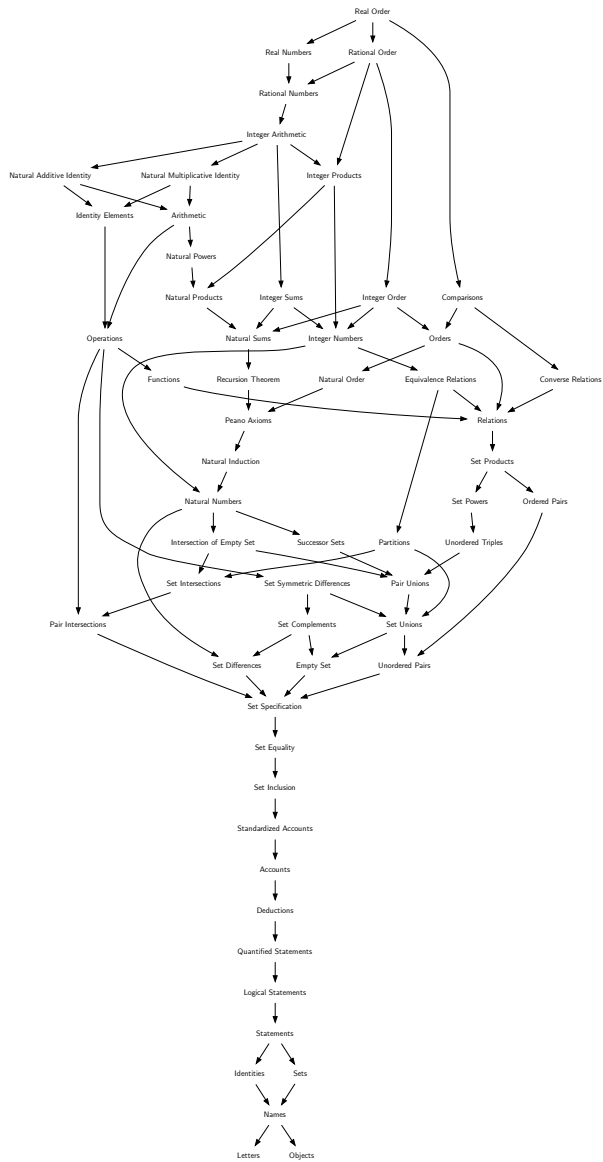 Real Order
Real Numbers
Rational Order
Rational Numbers
Integer Arithmetic
Natural Additive Identity
Natural Multiplicative Identity
Integer Products
Identity Elements
Arithmetic
Natural Powers
Natural Products
Integer Sums
Integer Order
Comparisons
Operations
Natural Sums
Integer Numbers
Orders
Functions
Recursion Theorem
Natural Order
Equivalence Relations
Converse Relations
Peano Axioms
Relations
Natural Induction
Set Products
Natural Numbers
Set Powers
Ordered Pairs
Intersection of Empty Set
Successor Sets
Partitions
Unordered Triples
Set Intersections
Set Symmetric Differences
Pair Unions
Pair Intersections
Set Complements
Set Unions
Set Differences
Empty Set
Unordered Pairs
Set Specification
Set Equality
Set Inclusion
Standardized Accounts
Accounts
Deductions
Quantified Statements
Logical Statements
Statements
Identities
Sets
Names
Letters
Objects